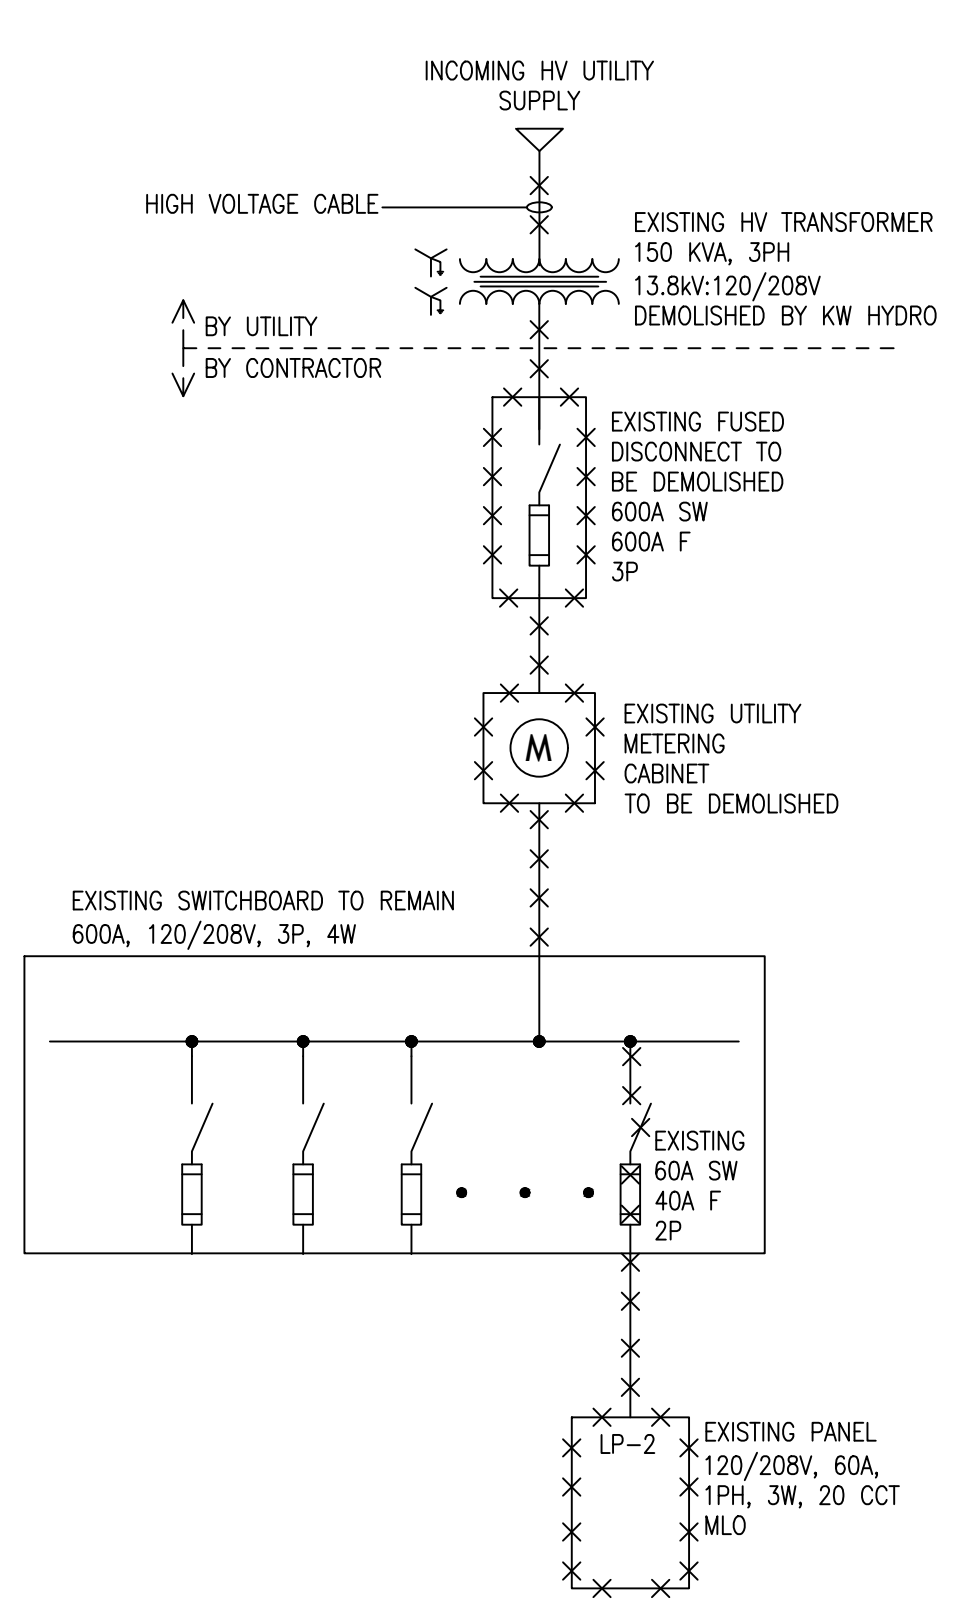 INCOMING HV UTILITY
SUPPLY
HIGH VOLTAGE CABLE
EXISTING HV TRANSFORMER
150 KVA, 3PH
13.8kV:120/208V
DEMOLISHED BY KW HYDRO
BY UTILITY
BY CONTRACTOR
EXISTING FUSED
DISCONNECT TO
BE DEMOLISHED
600A SW
600A F
3P
M
EXISTING UTILITY
METERING
CABINET
TO BE DEMOLISHED
EXISTING SWITCHBOARD TO REMAIN
600A, 120/208V, 3P, 4W
EXISTING
60A SW
40A F
2P
LP-2
EXISTING PANEL
120/208V, 60A,
1PH, 3W, 20 CCT
MLO